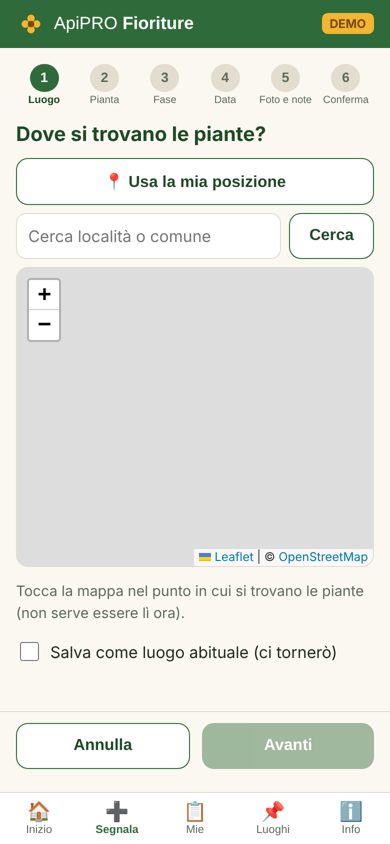 ApiPRO Fioriture DEMO
1 2 3 4 5 6
Luogo Pianta Fase Data Foto e note Conferma
Dove si trovano le piante?
Usa la mia posizione
Cerca località o comune Cerca
+
−
Leaflet | © OpenStreetMap
Tocca la mappa nel punto in cui si trovano le piante
(non serve essere lì ora).
Salva come luogo abituale (ci tornerò)
Annulla Avanti
Inizio Segnala Mie Luoghi Info